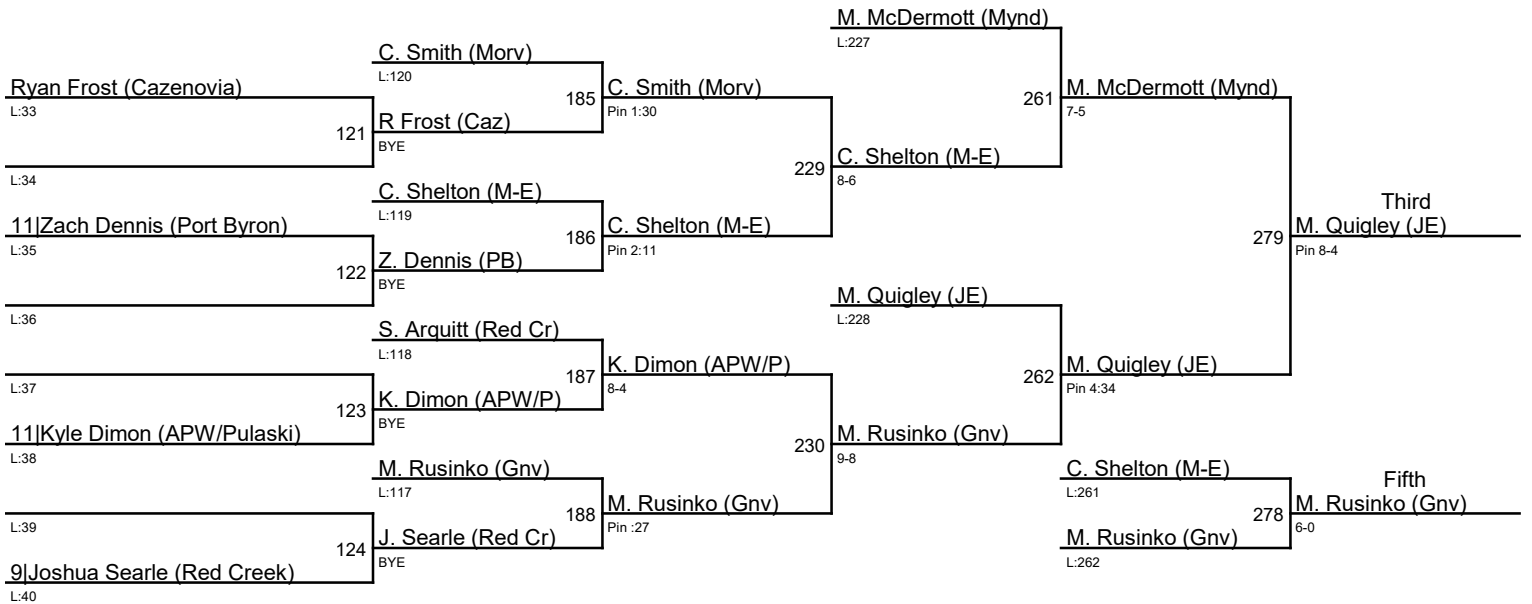 M. McDermott (Mynd)
L:227
C. Smith (Morv)
L:120
Ryan Frost (Cazenovia)
L:33
185
C. Smith (Morv)
Pin 1:30
261
M. McDermott (Mynd)
7-5
121
R Frost (Caz)
BYE
L:34
229
C. Shelton (M-E)
8-6
C. Shelton (M-E)
L:119
11|Zach Dennis (Port Byron)
L:35
186
C. Shelton (M-E)
Pin 2:11
279
Third
M. Quigley (JE)
Pin 8-4
122
Z. Dennis (PB)
BYE
L:36
M. Quigley (JE)
L:228
S. Arquitt (Red Cr)
L:118
L:37
187
K. Dimon (APW/P)
8-4
262
M. Quigley (JE)
Pin 4:34
123
K. Dimon (APW/P)
BYE
11|Kyle Dimon (APW/Pulaski)
L:38
230
M. Rusinko (Gnv)
9-8
M. Rusinko (Gnv)
L:117
C. Shelton (M-E)
L:261
L:39
188
M. Rusinko (Gnv)
Pin :27
278
Fifth
M. Rusinko (Gnv)
6-0
124
J. Searle (Red Cr)
BYE
M. Rusinko (Gnv)
L:262
9|Joshua Searle (Red Creek)
L:40